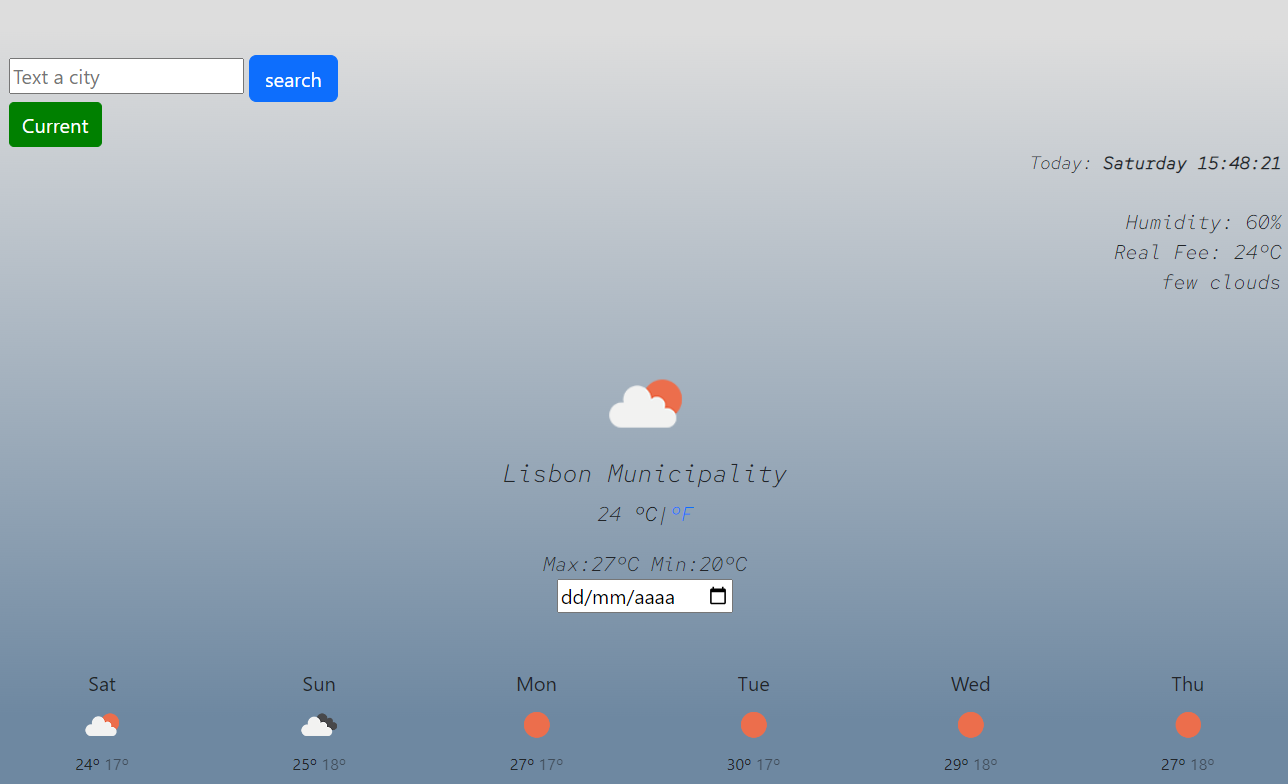 Text a city search
Current
Today: Saturday 15:48:21
Humidity: 60%
Real Fee: 24ºC
few clouds
Lisbon Municipality
24 ºC|ºF
Max:27ºC Min:20ºC
dd/mm/aaaa
Sat Sun Mon Tue Wed Thu
24º 17º 25º 18º 27º 17º 30º 17º 29º 18º 27º 18º